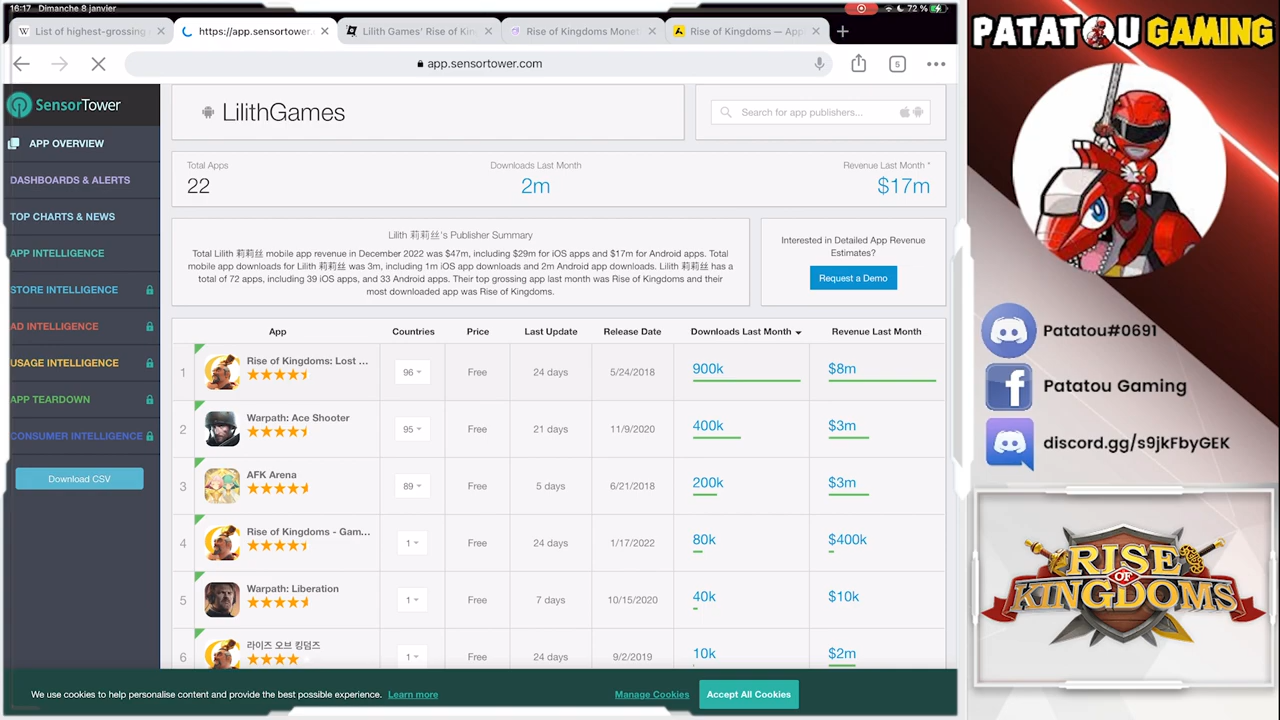 16:17 Dimanche 8 janvier
72 %
List of highest-grossing
https://app.sensortower.
Lilith Games' Rise of K
Rise of Kingdoms Monet
Rise of Kingdoms — App
app.sensortower.com
5
SensorTower
APP OVERVIEW
DASHBOARDS & ALERTS
TOP CHARTS & NEWS
APP INTELLIGENCE
STORE INTELLIGENCE
AD INTELLIGENCE
USAGE INTELLIGENCE
APP TEARDOWN
CONSUMER INTELLIGENCE
Download CSV
LilithGames
Search for app publishers...
Total Apps
22
Downloads Last Month
2m
Revenue Last Month *
$17m
Lilith 莉莉丝's Publisher Summary
Total Lilith 莉莉丝 mobile app revenue in December 2022 was $47m, including $29m for iOS apps and $17m for Android apps. Total
mobile app downloads for Lilith 莉莉丝 was 3m, including 1m iOS app downloads and 2m Android app downloads. Lilith 莉莉丝 has a
total of 72 apps, including 39 iOS apps, and 33 Android apps. Their top grossing app last month was Rise of Kingdoms and their
most downloaded app was Rise of Kingdoms.
Interested in Detailed App Revenue
Estimates?
Request a Demo
App Countries Price Last Update Release Date Downloads Last Month Revenue Last Month
1 Rise of Kingdoms: Lost ... 96 Free 24 days 5/24/2018 900k $8m
2 Warpath: Ace Shooter 95 Free 21 days 11/9/2020 400k $3m
3 AFK Arena 89 Free 5 days 6/21/2018 200k $3m
4 Rise of Kingdoms - Gam... 1 Free 24 days 1/17/2022 80k $400k
5 Warpath: Liberation 1 Free 7 days 10/15/2020 40k $10k
6 라이즈 오브 킹덤즈 1 Free 24 days 9/2/2019 10k $2m
We use cookies to help personalise content and provide the best possible experience. Learn more
Manage Cookies
Accept All Cookies
PATATOU GAMING
Patatou#0691
Patatou Gaming
discord.gg/s9jkFbyGEK
RISE
OF
KINGDOMS